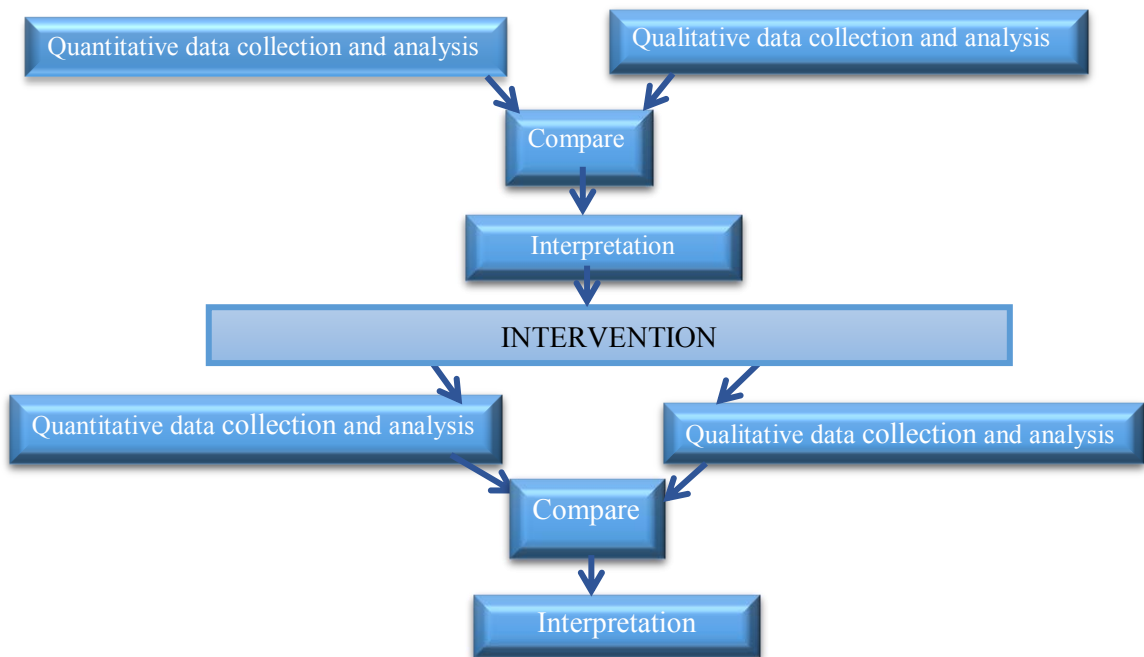 Quantitative data collection and analysis
Qualitative data collection and analysis
Compare
Interpretation
INTERVENTION
Quantitative data collection and analysis
Qualitative data collection and analysis
Compare
Interpretation